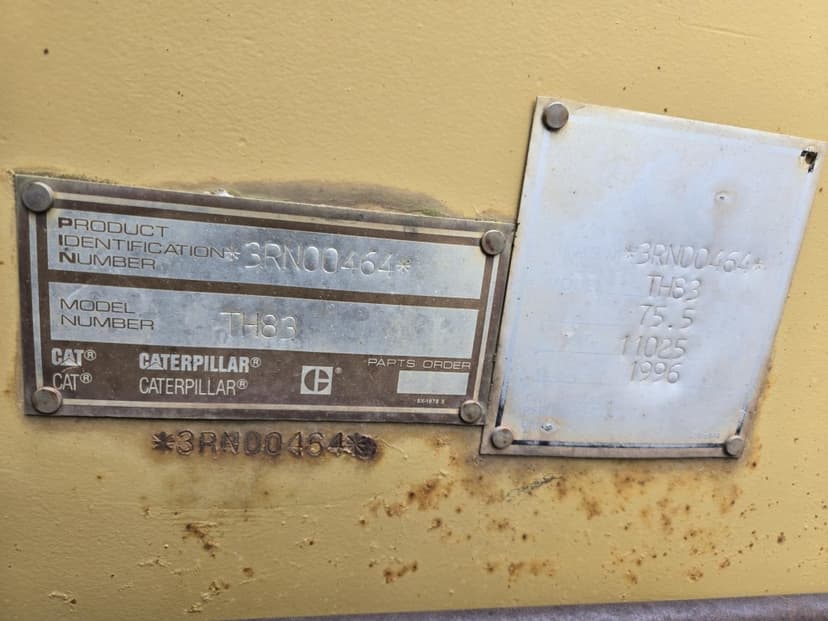 PRODUCT
IDENTIFICATION *3RN00464*
NUMBER
MODEL
NUMBER TH83
CAT® CATERPILLAR® PARTS ORDER
CAT® CATERPILLAR® C
*3RN00464*
*3RN00464*
TH83
75.5
11025
1996